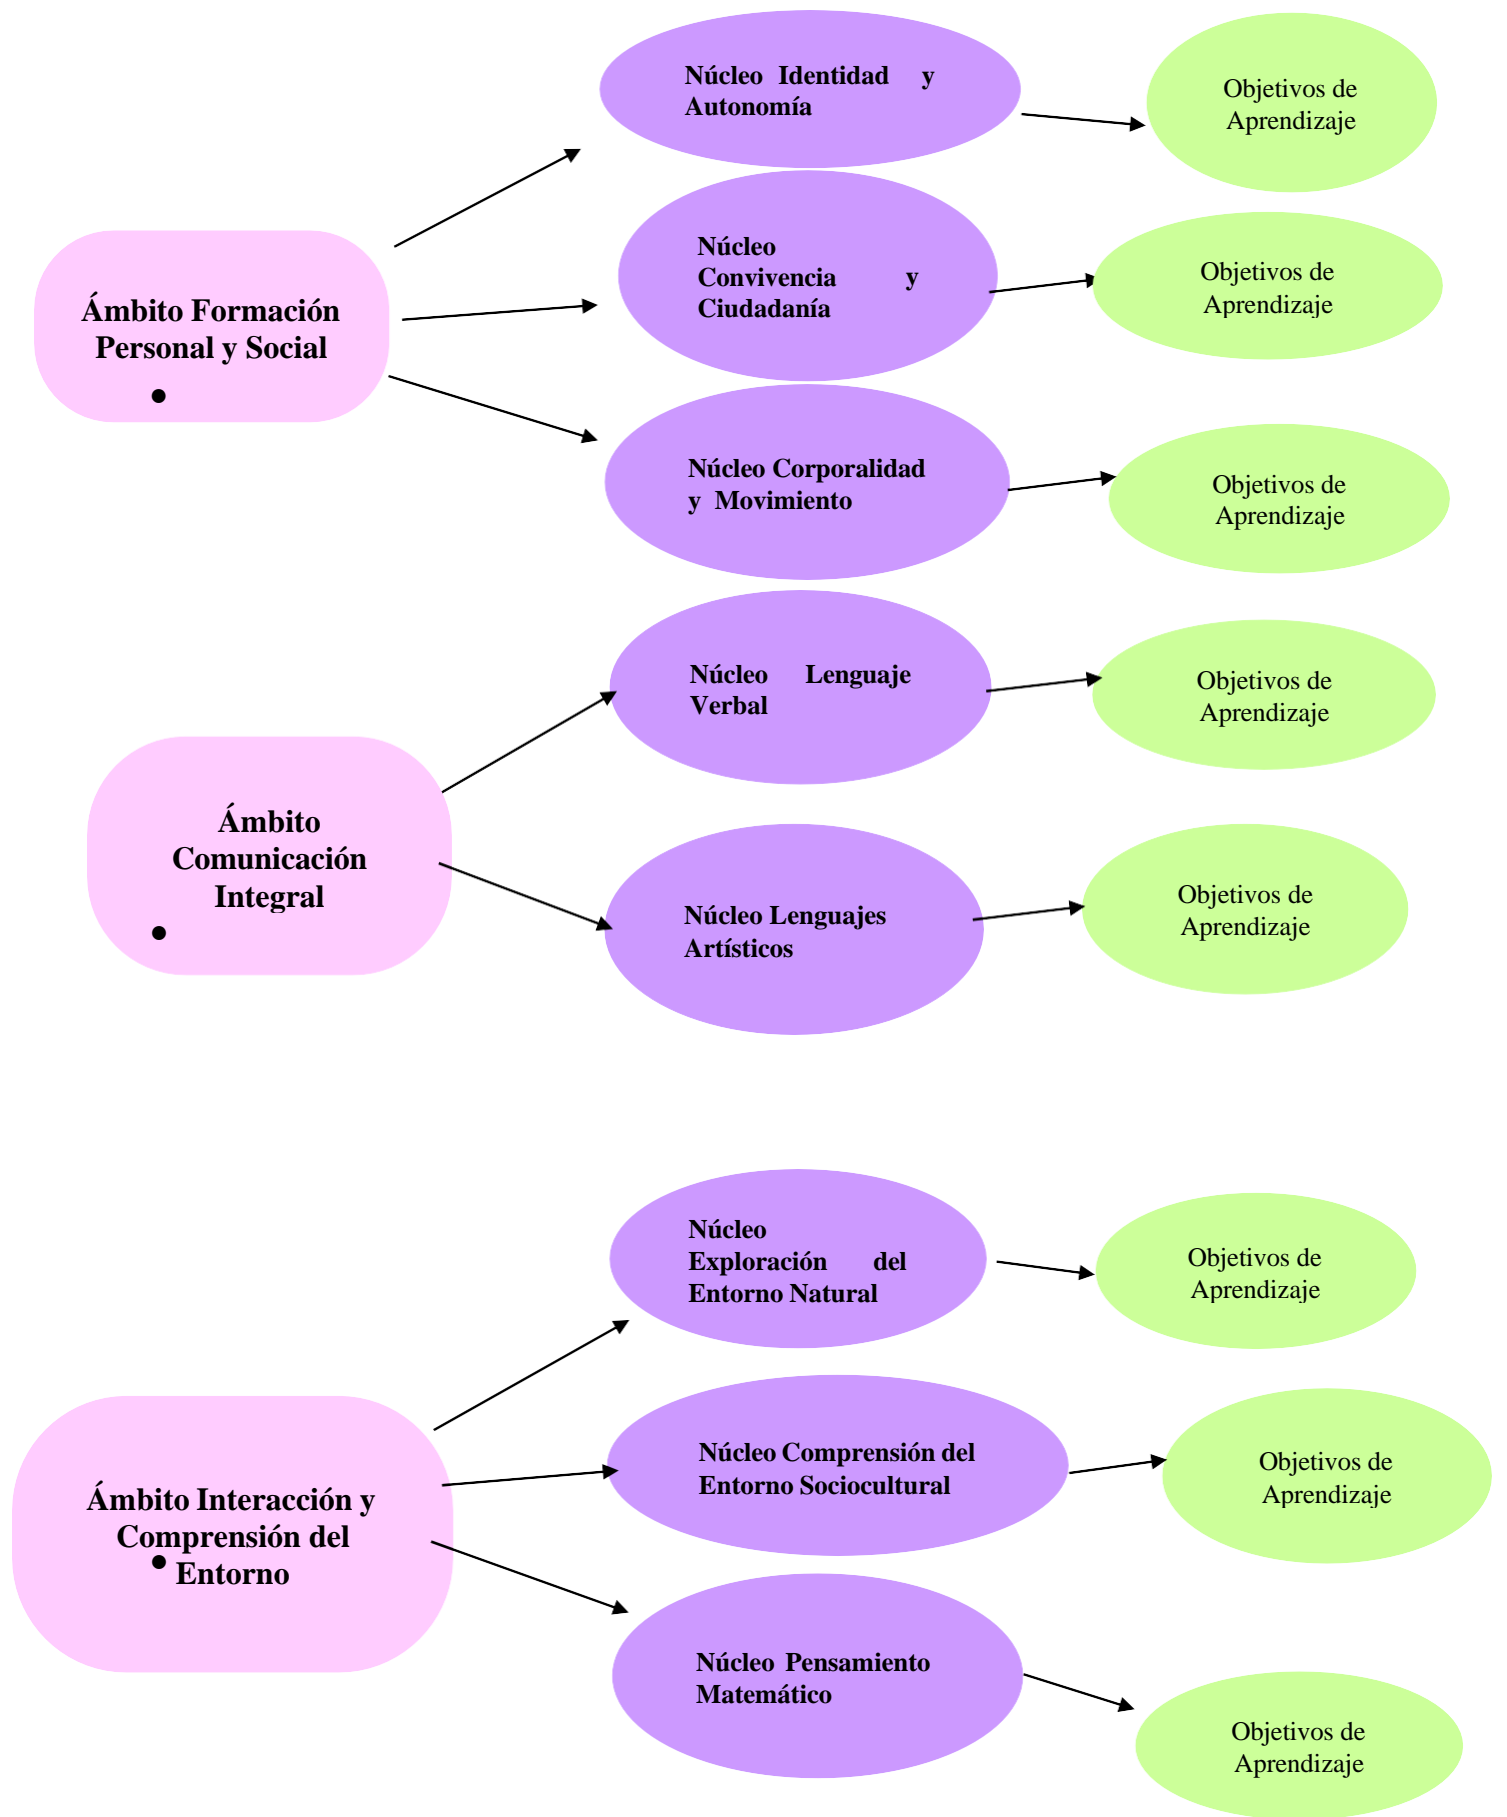 Núcleo Identidad y
Autonomía
Objetivos de
Aprendizaje
Núcleo
Convivencia y
Ciudadanía
Objetivos de
Aprendizaje
Ámbito Formación
Personal y Social
•
Núcleo Corporalidad
y Movimiento
Objetivos de
Aprendizaje
Núcleo Lenguaje
Verbal
Objetivos de
Aprendizaje
Ámbito
Comunicación
Integral
•
Núcleo Lenguajes
Artísticos
Objetivos de
Aprendizaje
Núcleo
Exploración del
Entorno Natural
Objetivos de
Aprendizaje
Ámbito Interacción y
Comprensión del
• Entorno
Núcleo Comprensión del
Entorno Sociocultural
Objetivos de
Aprendizaje
Núcleo Pensamiento
Matemático
Objetivos de
Aprendizaje